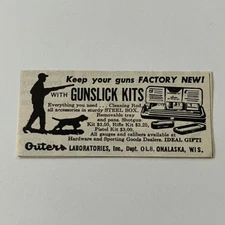 Keep your guns FACTORY NEW!
WITH GUNSLICK KITS
Everything you used... Cleaning Rod
all accessories in sturdy STEEL BOX.
Removable tray
and pans. Shotgun
Kit $3.50, Rifle Kit $3.25,
Pistol Kit $3.00.
All gauges and calibers available at
Hardware and Sporting Goods Dealers. IDEAL GIFT!
Outers LABORATORIES, Inc., Dept. OL8, ONALASKA, WIS.